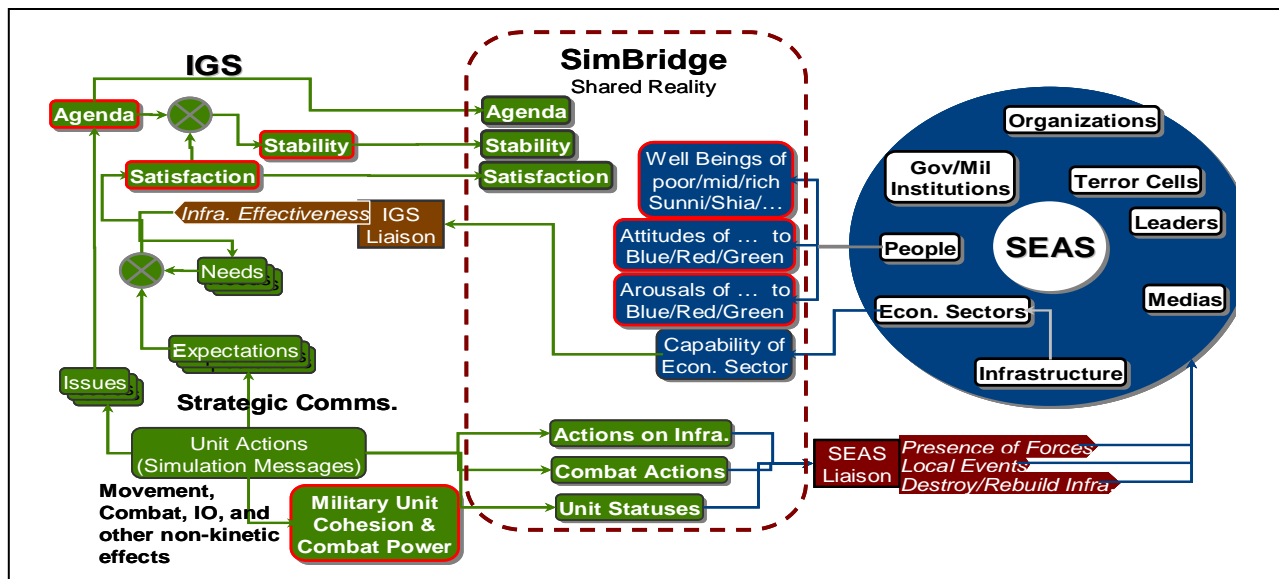 IGS
Agenda
Stability
Satisfaction
Infra. Effectiveness
IGS
Liaison
Needs
Expectations
Issues
Strategic Comms.
Unit Actions
(Simulation Messages)
Movement,
Combat, IO, and
other non-kinetic
effects
Military Unit
Cohesion &
Combat Power
SimBridge
Shared Reality
Agenda
Stability
Satisfaction
Well Beings of
poor/mid/rich
Sunni/Shia/…
Attitudes of … to
Blue/Red/Green
Arousals of … to
Blue/Red/Green
Capability of
Econ. Sector
Actions on Infra.
Combat Actions
Unit Statuses
SEAS
Liaison
Presence of Forces
Local Events
Destroy/Rebuild Infra
Organizations
Gov/Mil
Institutions
Terror Cells
Leaders
SEAS
People
Medias
Econ. Sectors
Infrastructure